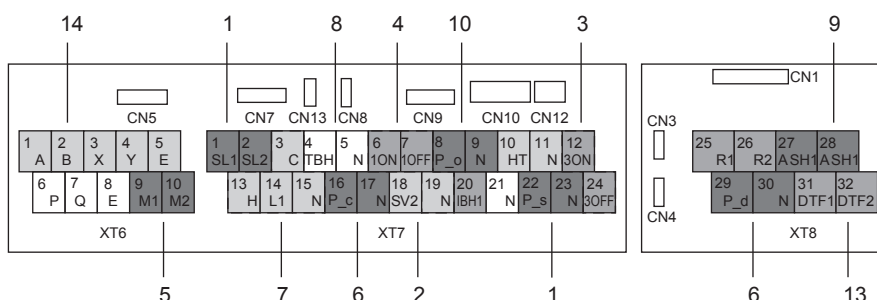 14 1 8 4 10 3 9
CN5 CN7 CN13 CN8 CN9 CN10 CN12 CN1
CN3
1 2 3 4 5 1 2 3 4 5 6 7 8 9 10 11 12 25 26 27 28
A B X Y E SL1 SL2 C TBH N 1ON 1OFF P_o N HT N 3ON R1 R2 ASH1 ASH1
6 7 8 9 10 13 14 15 16 17 18 19 20 21 22 23 24 29 30 31 32
P Q E M1 M2 H L1 N P_c N SV2 N IBH1 N P_s N 3OFF P_d N DTF1 DTF2
CN4
XT6 XT7 XT8
5 7 6 2 1 6 13